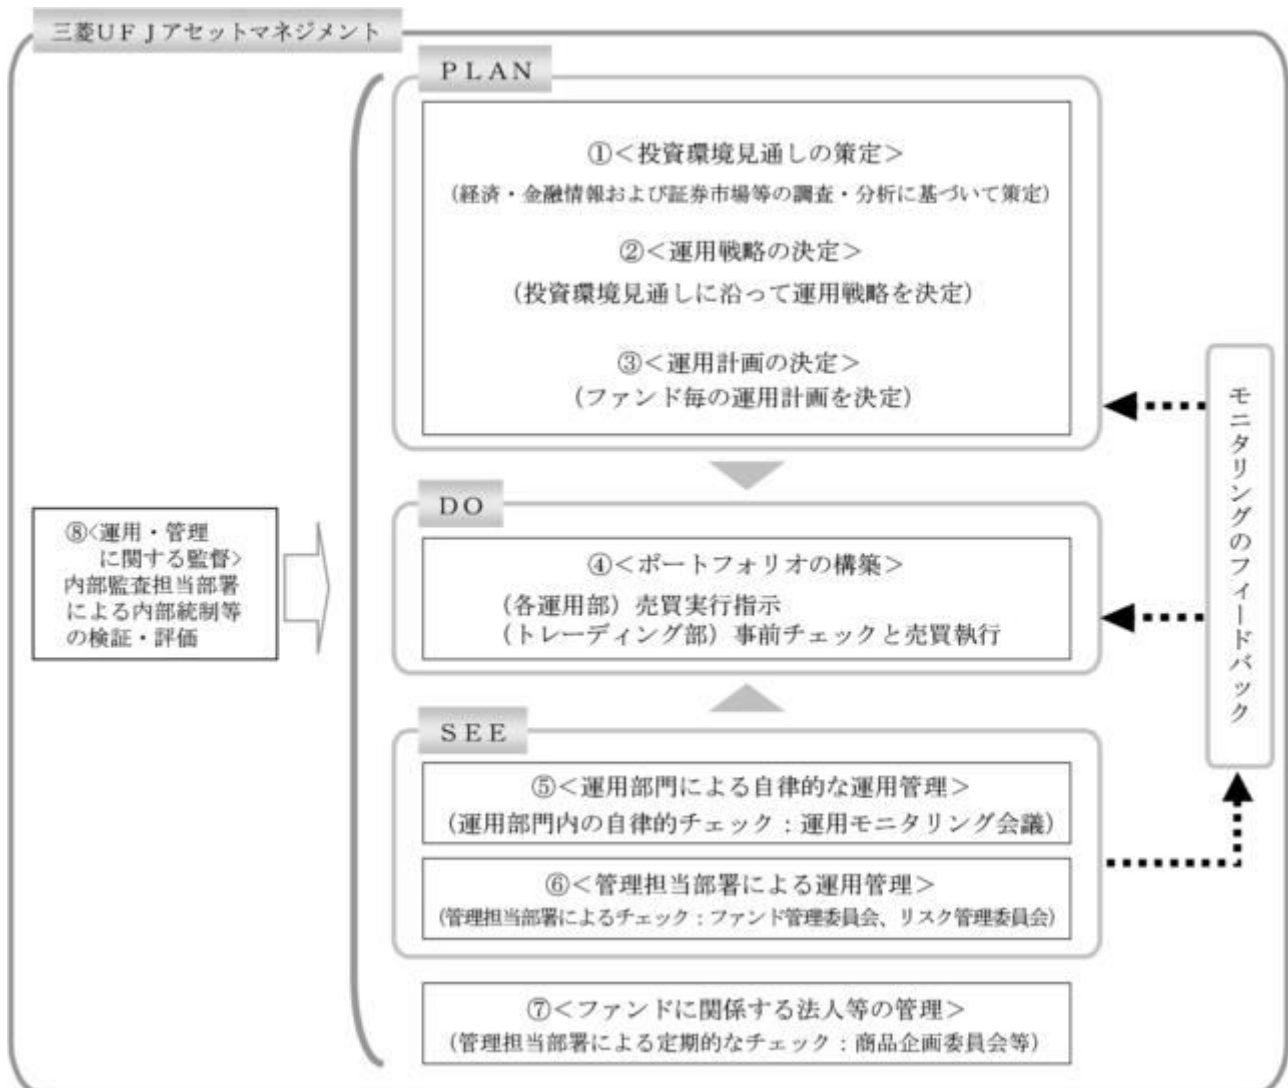 三菱ＵＦＪアセットマネジメント
ＰＬＡＮ
①＜投資環境見通しの策定＞
（経済・金融情報および証券市場等の調査・分析に基づいて策定）
②＜運用戦略の決定＞
（投資環境見通しに沿って運用戦略を決定）
③＜運用計画の決定＞
（ファンド毎の運用計画を決定）
ＤＯ
④＜ポートフォリオの構築＞
（各運用部）売買実行指示
（トレーディング部）事前チェックと売買執行
ＳＥＥ
⑤＜運用部門による自律的な運用管理＞
（運用部門内の自律的チェック：運用モニタリング会議）
⑥＜管理担当部署による運用管理＞
（管理担当部署によるチェック：ファンド管理委員会、リスク管理委員会）
⑦＜ファンドに関係する法人等の管理＞
（管理担当部署による定期的なチェック：商品企画委員会等）
⑧＜運用・管理
に関する監督＞
内部監査担当部署
による内部統制等
の検証・評価
モニタリングのフィードバック